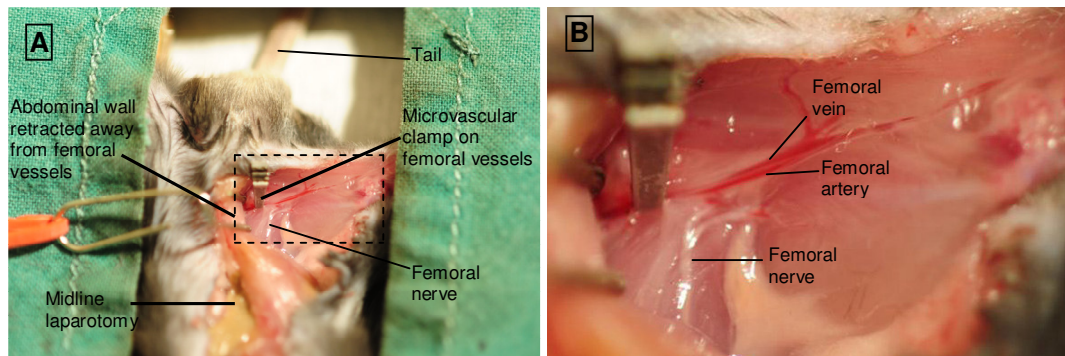 A
Tail
Abdominal wall
retracted away
from femoral
vessels
Microvascular
clamp on
femoral vessels
Femoral
nerve
Midline
laparotomy
B
Femoral
vein
Femoral
artery
Femoral
nerve